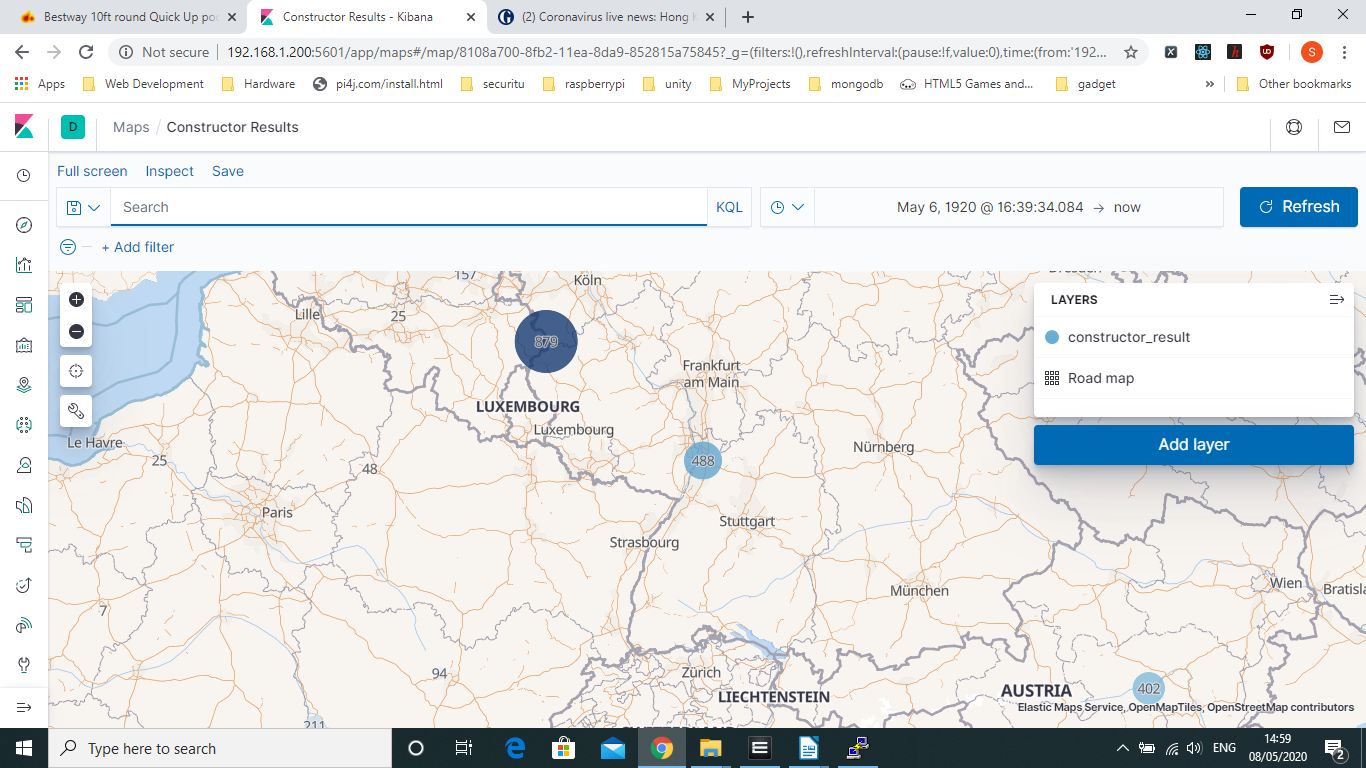 Bestway 10ft round Quick Up po
Constructor Results - Kibana
(2) Coronavirus live news: Hong
Not secure
192.168.1.200:5601/app/maps#/map/8108a700-8fb2-11ea-8da9-852815a75845?_g=(filters:!(),refreshInterval:(pause:!f,value:0),time:(from:'192...
S
Apps
Web Development
Hardware
pi4j.com/install.html
securitu
raspberrypi
unity
MyProjects
mongodb
HTML5 Games and...
gadget
»
Other bookmarks
D
Maps / Constructor Results
Full screen
Inspect
Save
Search
KQL
May 6, 1920 @ 16:39:34.084 → now
Refresh
+ Add filter
157
Köln
Lille
25
879
Frankfurt
am Main
LUXEMBOURG
Luxembourg
Le Havre
25
48
488
Nürnberg
Paris
Stuttgart
Strasbourg
München
Wien
Bratisla
7
94
Zürich
LIECHTENSTEIN
AUSTRIA
402
211
LAYERS
constructor_result
Road map
Add layer
Elastic Maps Service, OpenMapTiles, OpenStreetMap contributors
Type here to search
ENG
14:59
08/05/2020
2